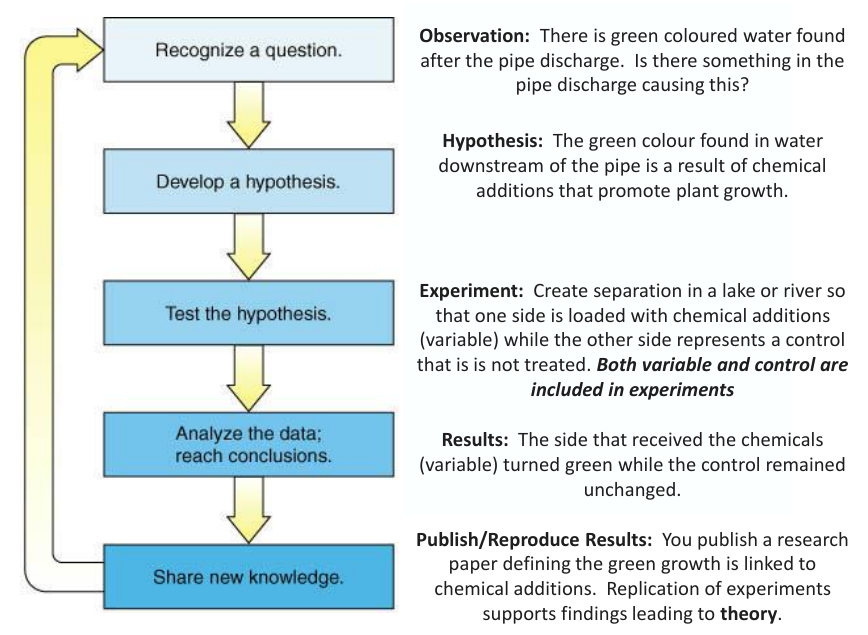 Recognize a question.
Observation: There is green coloured water found
after the pipe discharge. Is there something in the
pipe discharge causing this?
Develop a hypothesis.
Hypothesis: The green colour found in water
downstream of the pipe is a result of chemical
additions that promote plant growth.
Test the hypothesis.
Experiment: Create separation in a lake or river so
that one side is loaded with chemical additions
(variable) while the other side represents a control
that is is not treated. Both variable and control are
included in experiments
Analyze the data;
reach conclusions.
Results: The side that received the chemicals
(variable) turned green while the control remained
unchanged.
Share new knowledge.
Publish/Reproduce Results: You publish a research
paper defining the green growth is linked to
chemical additions. Replication of experiments
supports findings leading to theory.